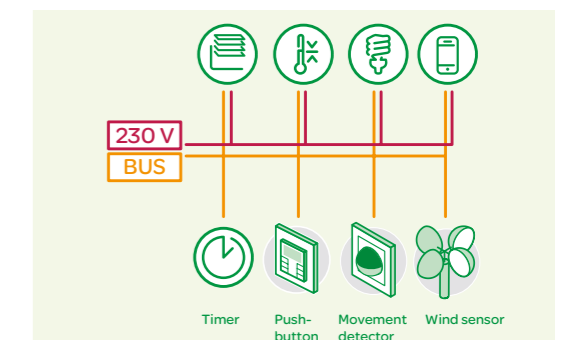 230 V
BUS
Timer
Push-
button
Movement
detector
Wind sensor